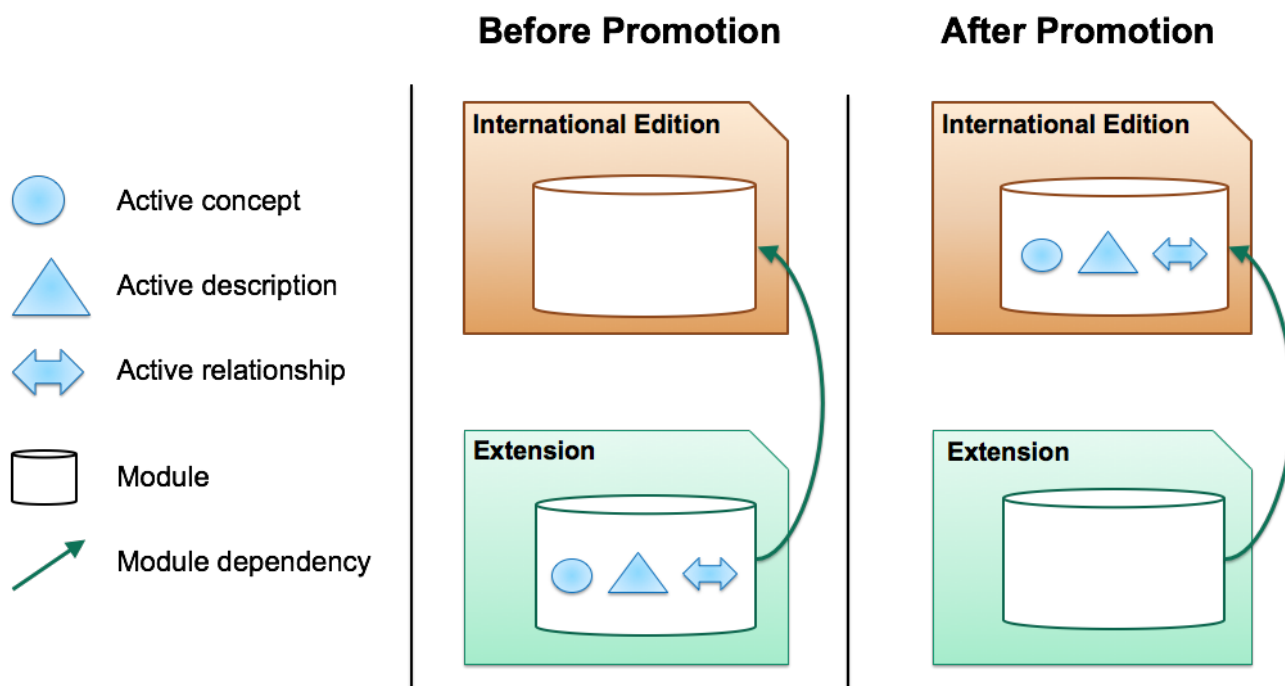 Before Promotion
After Promotion
Active concept
Active description
Active relationship
Module
Module dependency
International Edition
Extension
International Edition
Extension